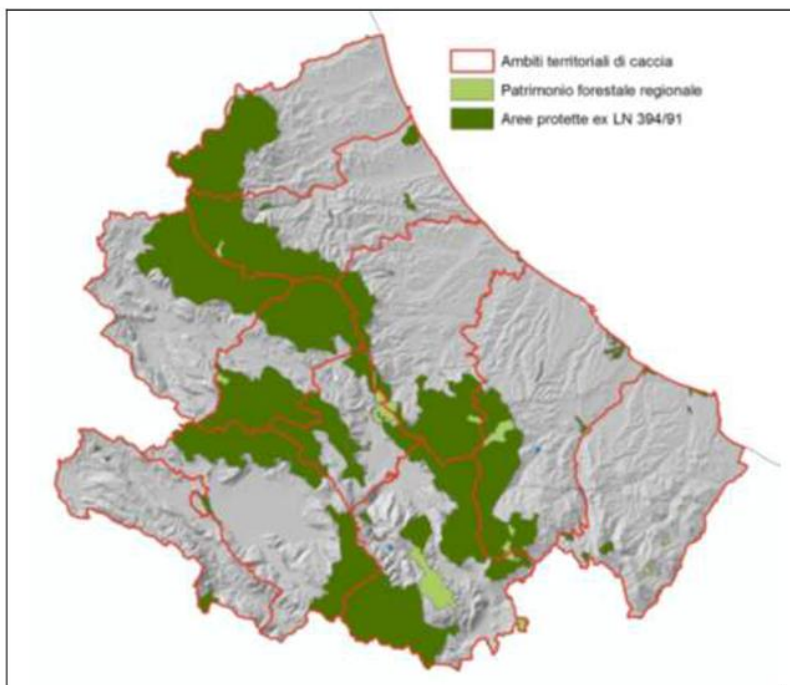 Ambiti territoriali di caccia
Patrimonio forestale regionale
Aree protette ex LN 394/91